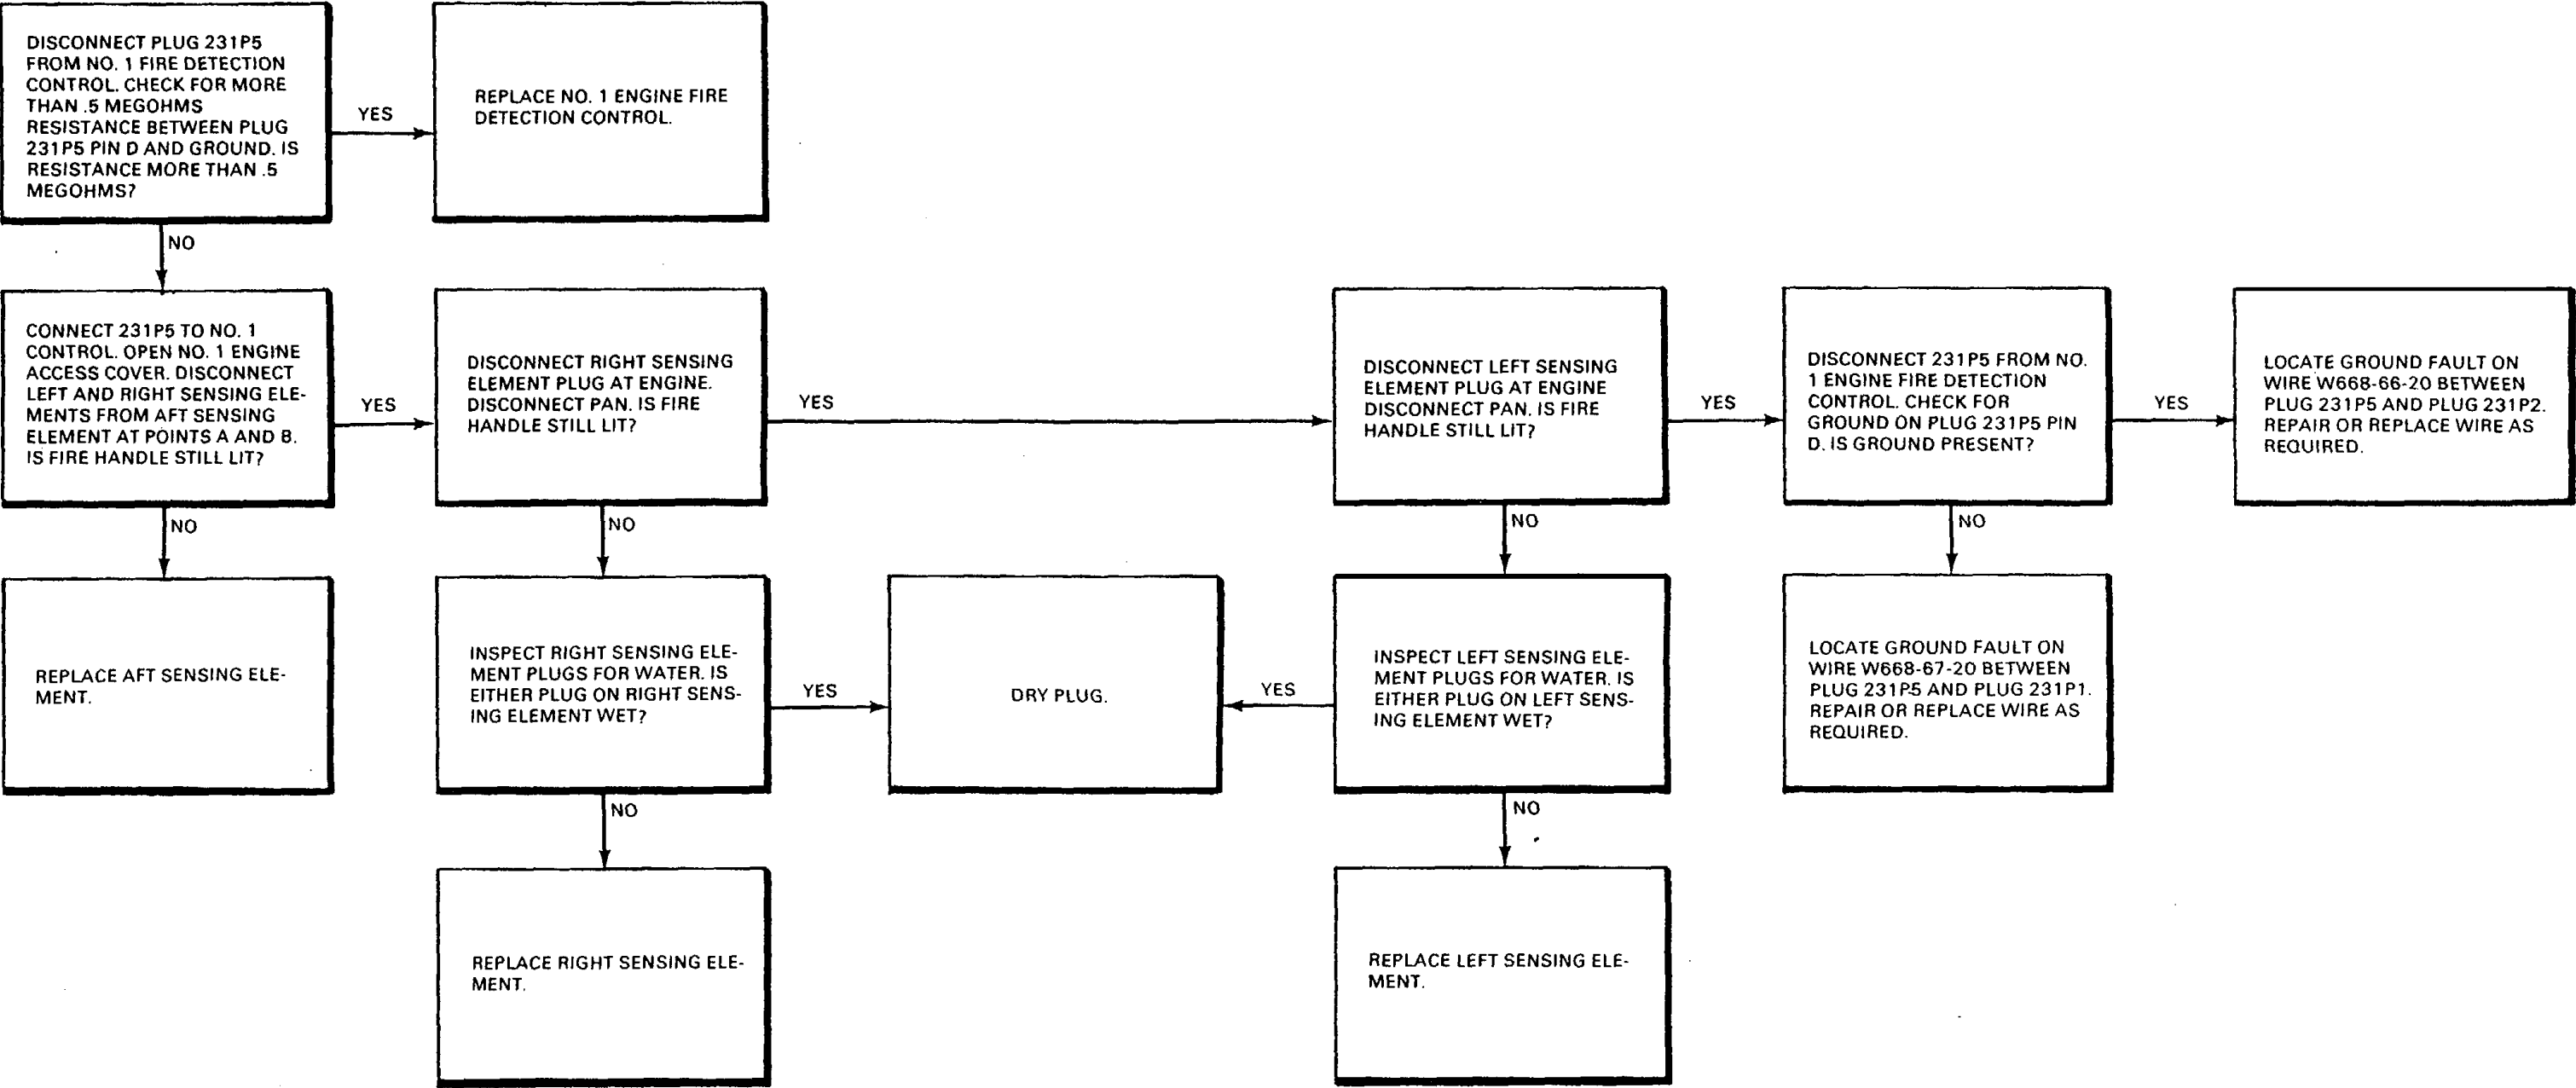 DISCONNECT PLUG 231P5
FROM NO. 1 FIRE DETECTION
CONTROL. CHECK FOR MORE
THAN .5 MEGOHMS
RESISTANCE BETWEEN PLUG
231P5 PIN D AND GROUND. IS
RESISTANCE MORE THAN .5
MEGOHMS?
YES
REPLACE NO. 1 ENGINE FIRE
DETECTION CONTROL.
NO
CONNECT 231P5 TO NO. 1
CONTROL. OPEN NO. 1 ENGINE
ACCESS COVER. DISCONNECT
LEFT AND RIGHT SENSING ELE-
MENTS FROM AFT SENSING
ELEMENT AT POINTS A AND B.
IS FIRE HANDLE STILL LIT?
YES
DISCONNECT RIGHT SENSING
ELEMENT PLUG AT ENGINE.
DISCONNECT PAN. IS FIRE
HANDLE STILL LIT?
YES
DISCONNECT LEFT SENSING
ELEMENT PLUG AT ENGINE
DISCONNECT PAN. IS FIRE
HANDLE STILL LIT?
YES
DISCONNECT 231P5 FROM NO.
1 ENGINE FIRE DETECTION
CONTROL. CHECK FOR
GROUND ON PLUG 231P5 PIN
D. IS GROUND PRESENT?
YES
LOCATE GROUND FAULT ON
WIRE W668-66-20 BETWEEN
PLUG 231P5 AND PLUG 231P2.
REPAIR OR REPLACE WIRE AS
REQUIRED.
NO
NO
NO
NO
REPLACE AFT SENSING ELE-
MENT.
INSPECT RIGHT SENSING ELE-
MENT PLUGS FOR WATER. IS
EITHER PLUG ON RIGHT SENS-
ING ELEMENT WET?
YES
DRY PLUG.
YES
INSPECT LEFT SENSING ELE-
MENT PLUGS FOR WATER. IS
EITHER PLUG ON LEFT SENS-
ING ELEMENT WET?
LOCATE GROUND FAULT ON
WIRE W668-67-20 BETWEEN
PLUG 231P5 AND PLUG 231P1.
REPAIR OR REPLACE WIRE AS
REQUIRED.
NO
NO
REPLACE RIGHT SENSING ELE-
MENT.
REPLACE LEFT SENSING ELE-
MENT.